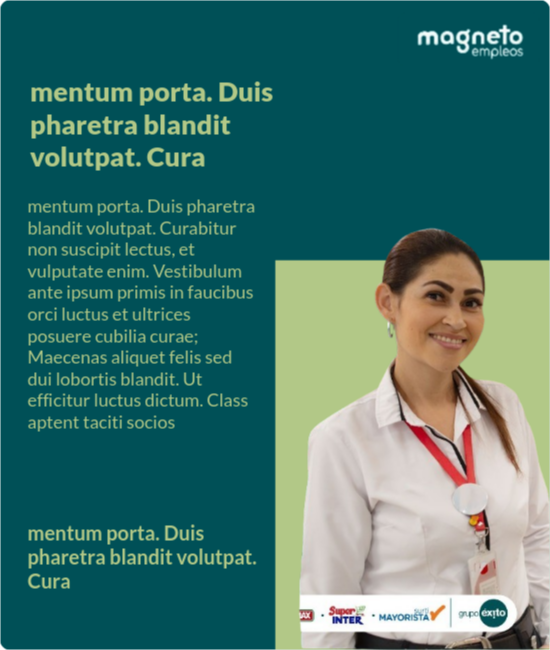 magneto
empleos
mentum porta. Duis
pharetra blandit
volutpat. Cura
mentum porta. Duis pharetra
blandit volutpat. Curabitur
non suscipit lectus, et
vulputate enim. Vestibulum
ante ipsum primis in faucibus
orci luctus et ultrices
posuere cubilia curae;
Maecenas aliquet felis sed
dui lobortis blandit. Ut
efficitur luctus dictum. Class
aptent taciti socios
mentum porta. Duis
pharetra blandit volutpat.
Cura
Super INTER
MAYORISTA
grupo éxito